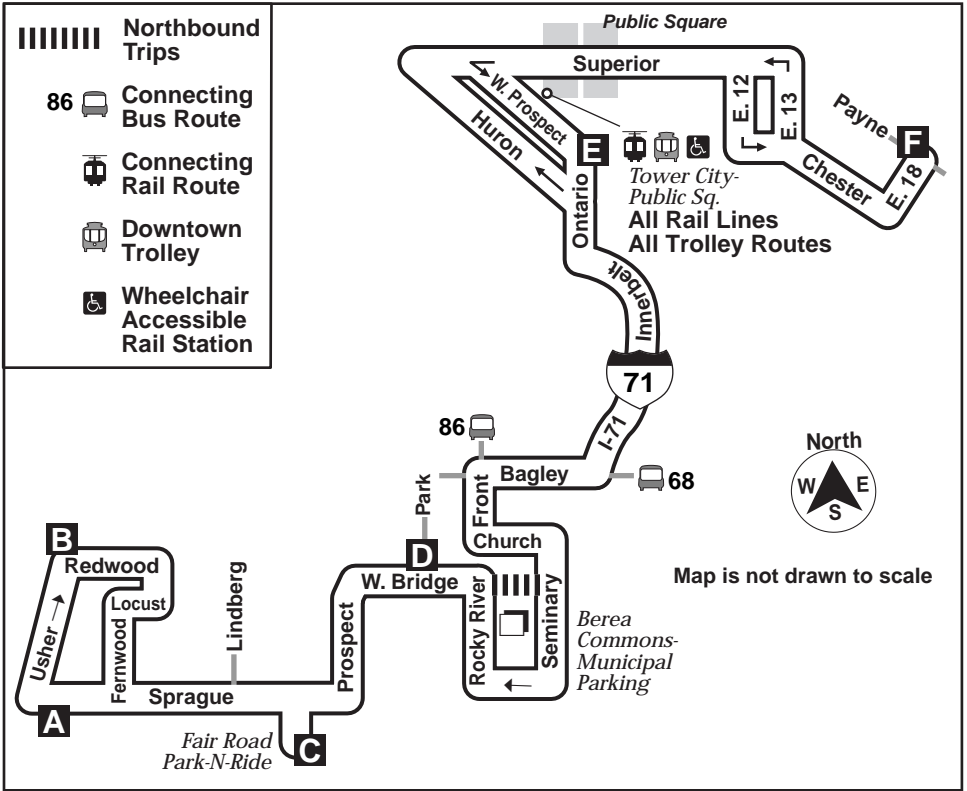 Northbound
Trips
86
Connecting
Bus Route
Connecting
Rail Route
Downtown
Trolley
Wheelchair
Accessible
Rail Station
Public Square
Superior
W. Prospect
Huron
E. 12
E. 13
Payne
F
E
Chester
E. 18
Tower City-
Public Sq.
All Rail Lines
All Trolley Routes
Ontario
Innerbelt
71
I-71
86
Bagley
68
North
W
E
S
Park
Front
Church
B
D
Redwood
W. Bridge
Map is not drawn to scale
Locust
Lindberg
Usher
Fernwood
Prospect
Rocky River
Seminary
Berea
Commons-
Municipal
Parking
Sprague
A
Fair Road
Park-N-Ride
C